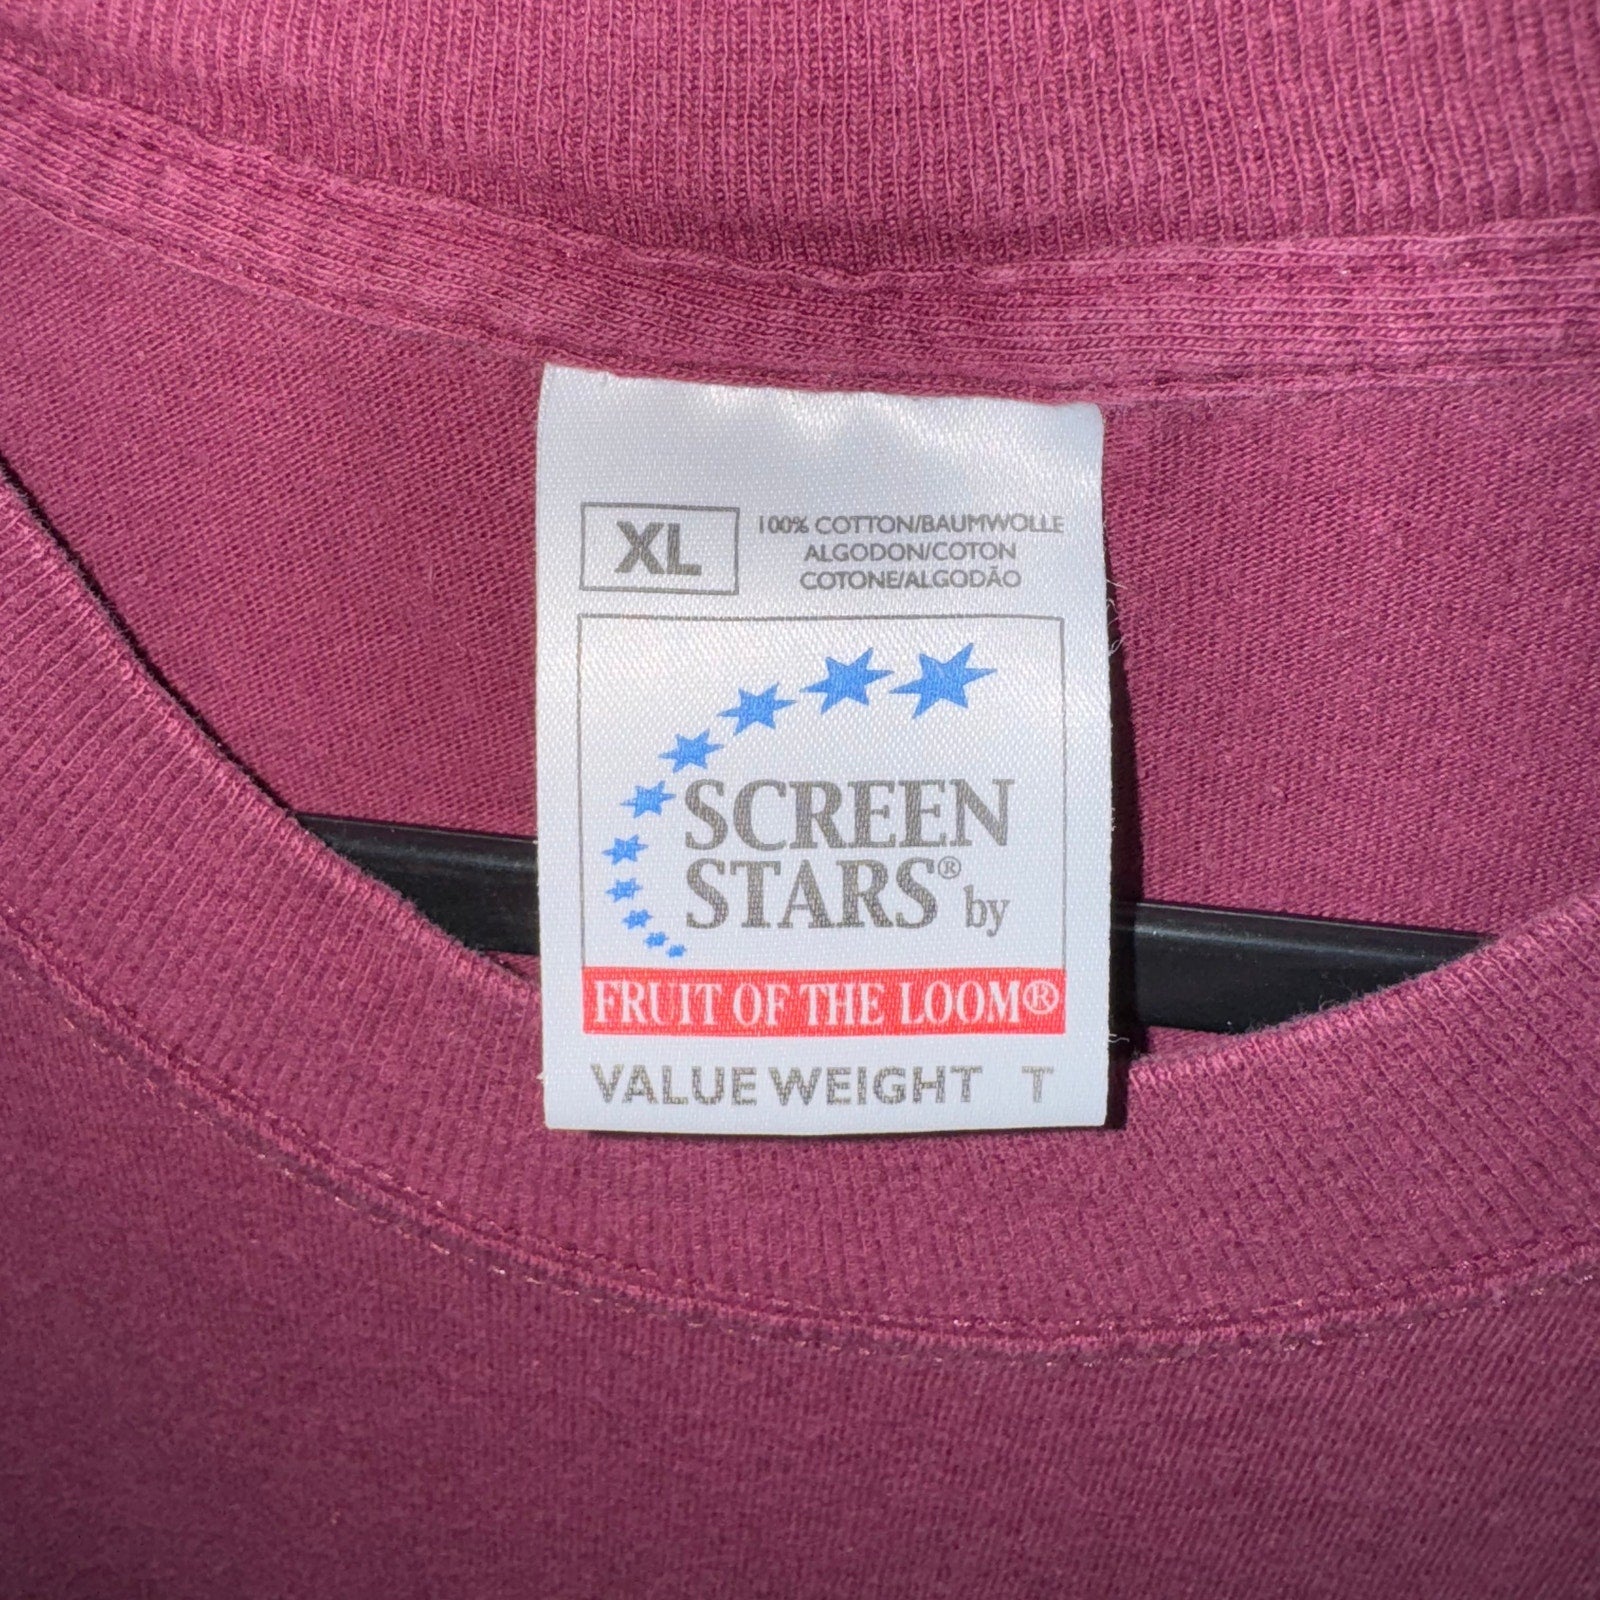 XL
100% COTTON/BAUMWOLLE
ALGODON/COTON
COTONE/ALGODÃO
SCREEN
STARS® by
FRUIT OF THE LOOM®
VALUE WEIGHT T